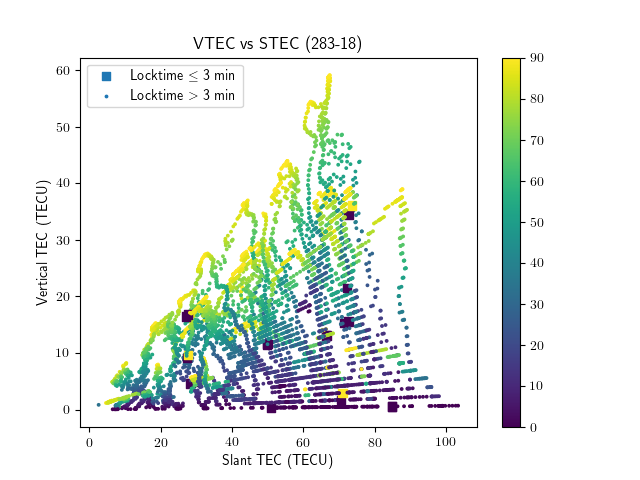 VTEC vs STEC (283-18)
Locktime ≤ 3 min
Locktime > 3 min
Vertical TEC (TECU)
60
50
40
30
20
10
0
0 20 40 60 80 100
Slant TEC (TECU)
90
80
70
60
50
40
30
20
10
0